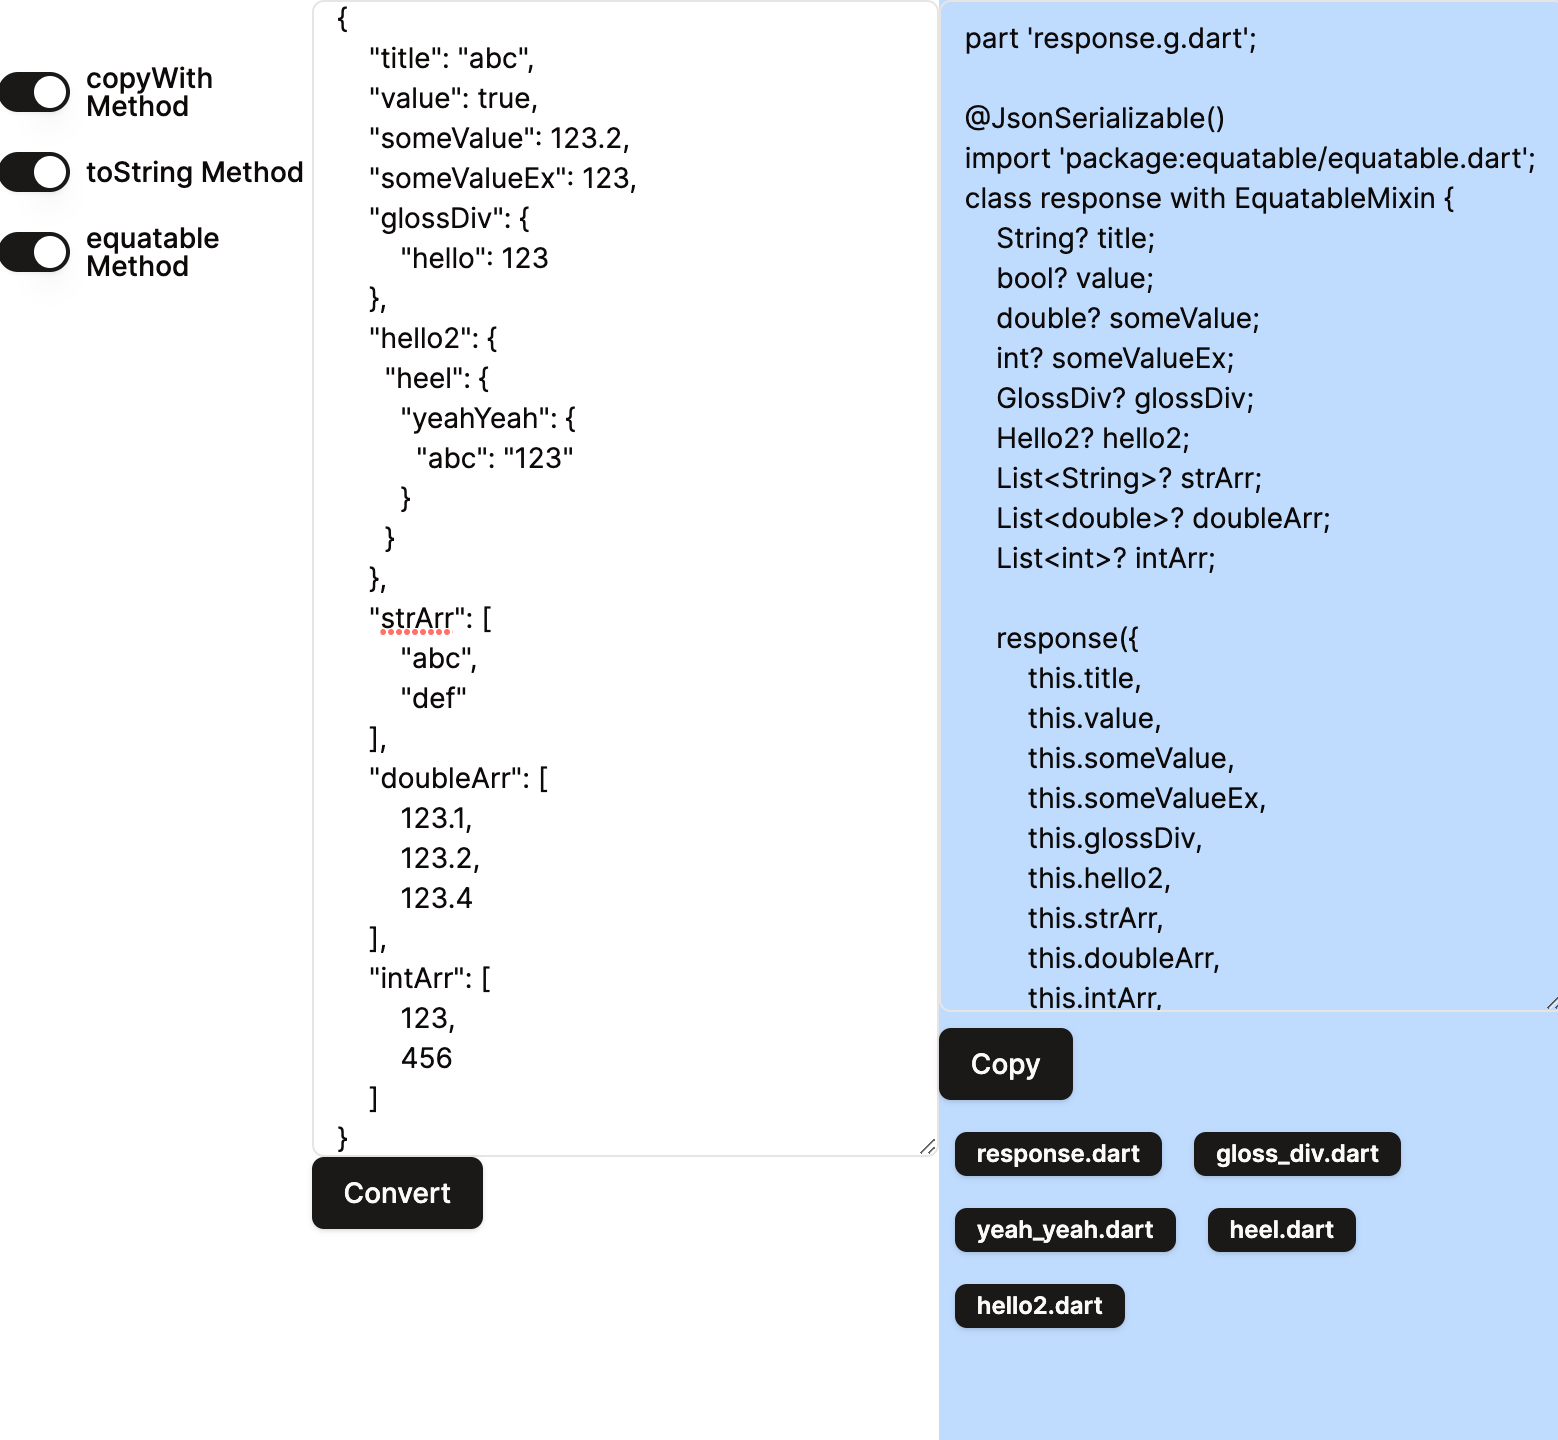 copyWith
Method
toString Method
equatable
Method
{
"title": "abc",
"value": true,
"someValue": 123.2,
"someValueEx": 123,
"glossDiv": {
"hello": 123
},
"hello2": {
"heel": {
"yeahYeah": {
"abc": "123"
}
}
},
"strArr": [
"abc",
"def"
],
"doubleArr": [
123.1,
123.2,
123.4
],
"intArr": [
123,
456
]
}
Convert
part 'response.g.dart';
@JsonSerializable()
import 'package:equatable/equatable.dart';
class response with EquatableMixin {
String? title;
bool? value;
double? someValue;
int? someValueEx;
GlossDiv? glossDiv;
Hello2? hello2;
List<String>? strArr;
List<double>? doubleArr;
List<int>? intArr;
response({
this.title,
this.value,
this.someValue,
this.someValueEx,
this.glossDiv,
this.hello2,
this.strArr,
this.doubleArr,
this.intArr,
Copy
response.dart
gloss_div.dart
yeah_yeah.dart
heel.dart
hello2.dart